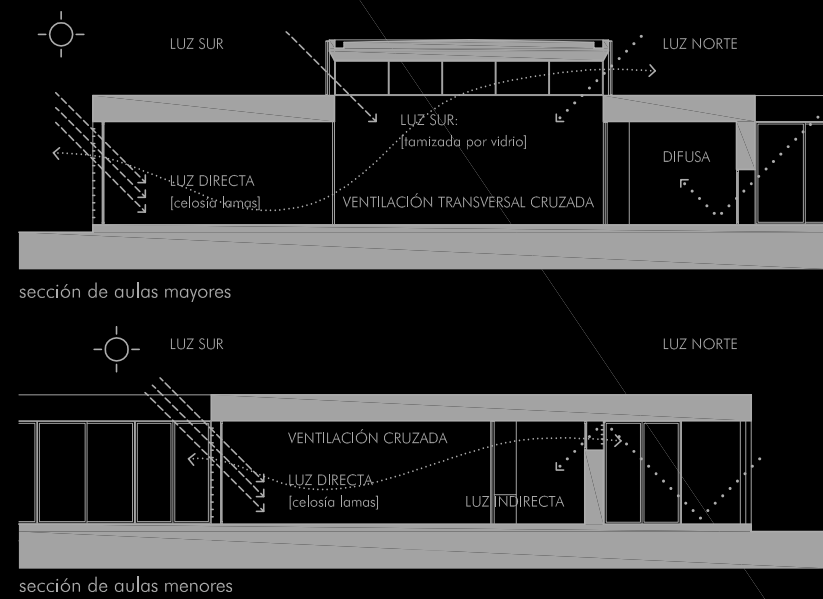 LUZ SUR
LUZ NORTE
LUZ SUR:
[tamizada por vidrio]
DIFUSA
LUZ DIRECTA
[celosía lamas]
VENTILACIÓN TRANSVERSAL CRUZADA
sección de aulas mayores
LUZ SUR
LUZ NORTE
VENTILACIÓN CRUZADA
LUZ DIRECTA
[celosía lamas]
LUZ INDIRECTA
sección de aulas menores